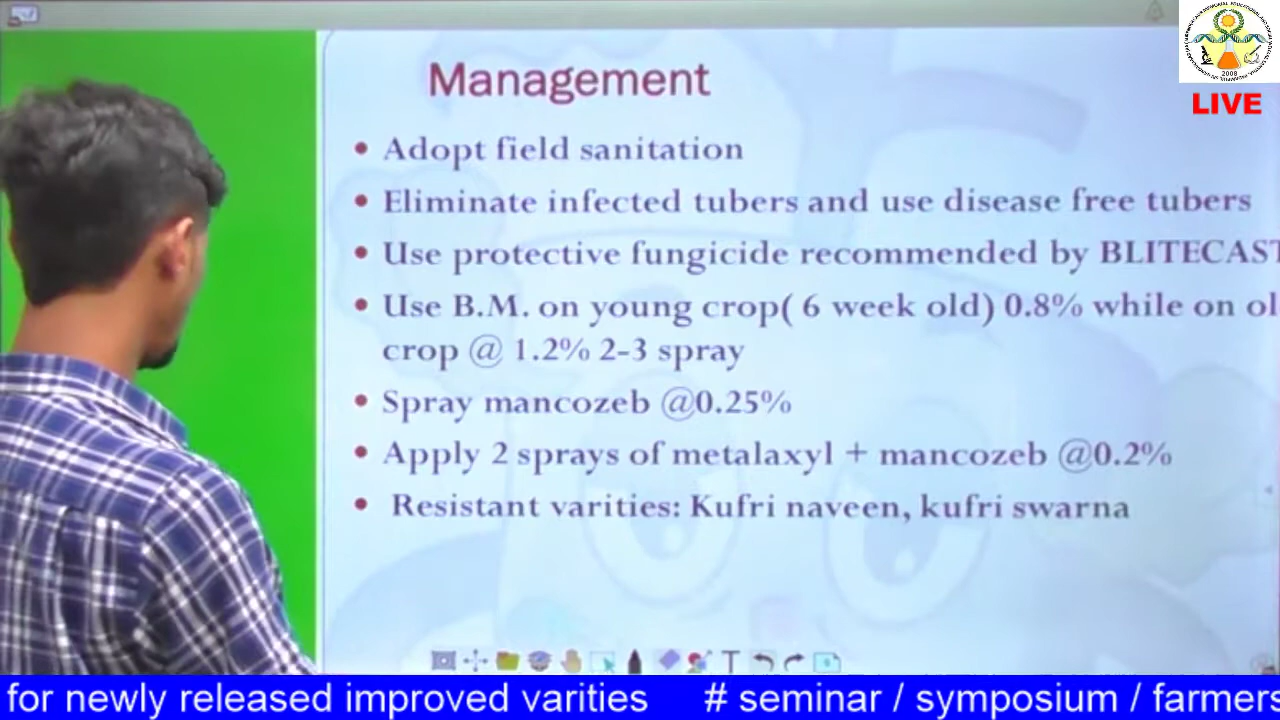 Management
• Adopt field sanitation
• Eliminate infected tubers and use disease free tubers
• Use protective fungicide recommended by BLITECAST
• Use B.M. on young crop( 6 week old) 0.8% while on ol
crop @ 1.2% 2-3 spray
• Spray mancozeb @0.25%
• Apply 2 sprays of metalaxyl + mancozeb @0.2%
• Resistant varities: Kufri naveen, kufri swarna
2008
LIVE
for newly released improved varities # seminar / symposium / farmers